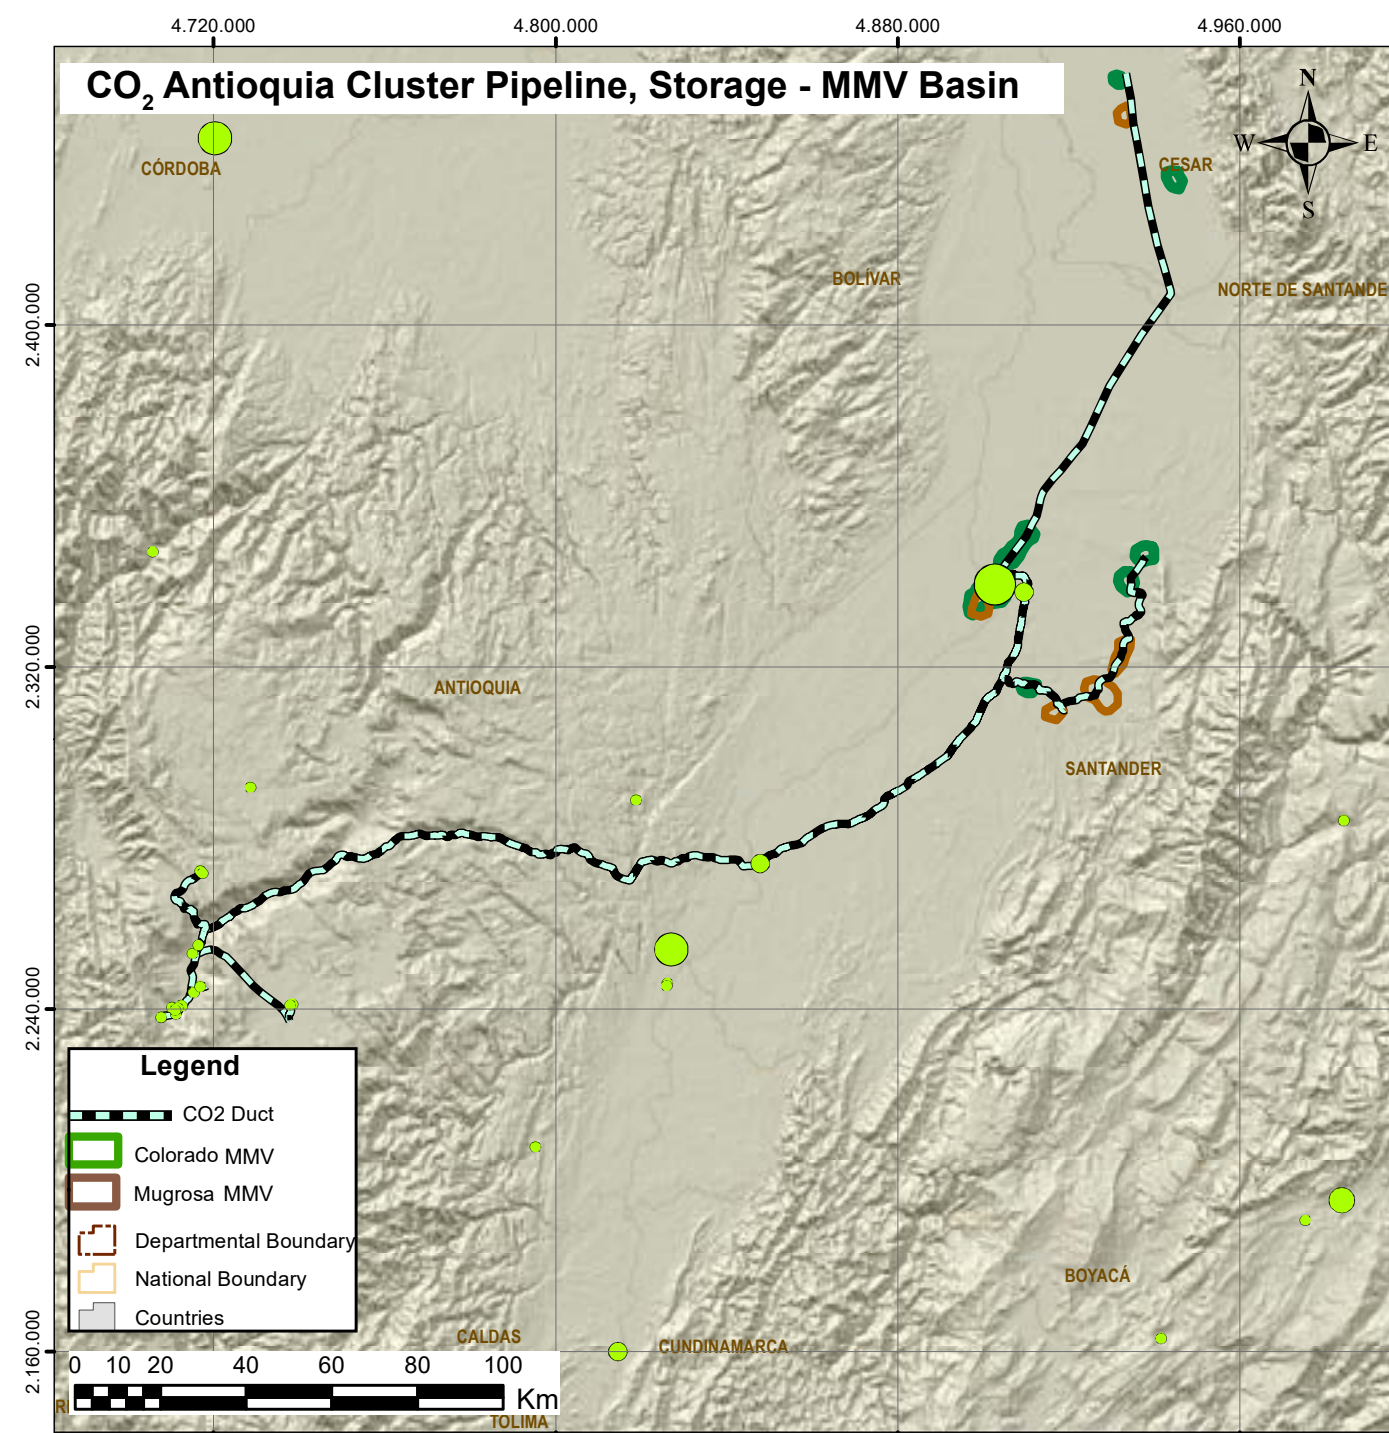 4.720.000 4.800.000 4.880.000 4.960.000
CO2 Antioquia Cluster Pipeline, Storage - MMV Basin
N
W E
S
CÓRDOBA
CESAR
BOLÍVAR
NORTE DE SANTANDE
2.400.000
2.320.000
ANTIOQUIA
SANTANDER
2.240.000
Legend
CO2 Duct
Colorado MMV
Mugrosa MMV
Departmental Boundary
National Boundary
Countries
BOYACÁ
CALDAS
CUNDINAMARCA
2.160.000
0 10 20 40 60 80 100
Km
TOLIMA